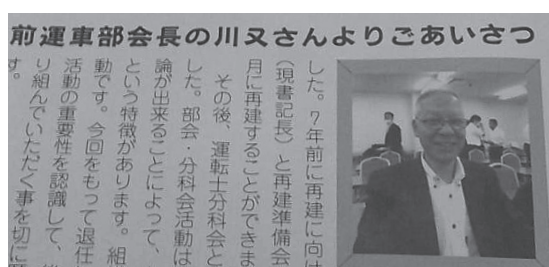 前運車部会長の川又さんよりごあいさつ
した。7年前に再建に向け
（現書記長）と再建準備会
月に再建することができま
その後、運転士分科会と
した。部会・分科会活動は
論が出来ることによって、
という特徴があります。組
動です。今回をもって退任
活動の重要性を認識して、
り組んでいただく事を切に
す。